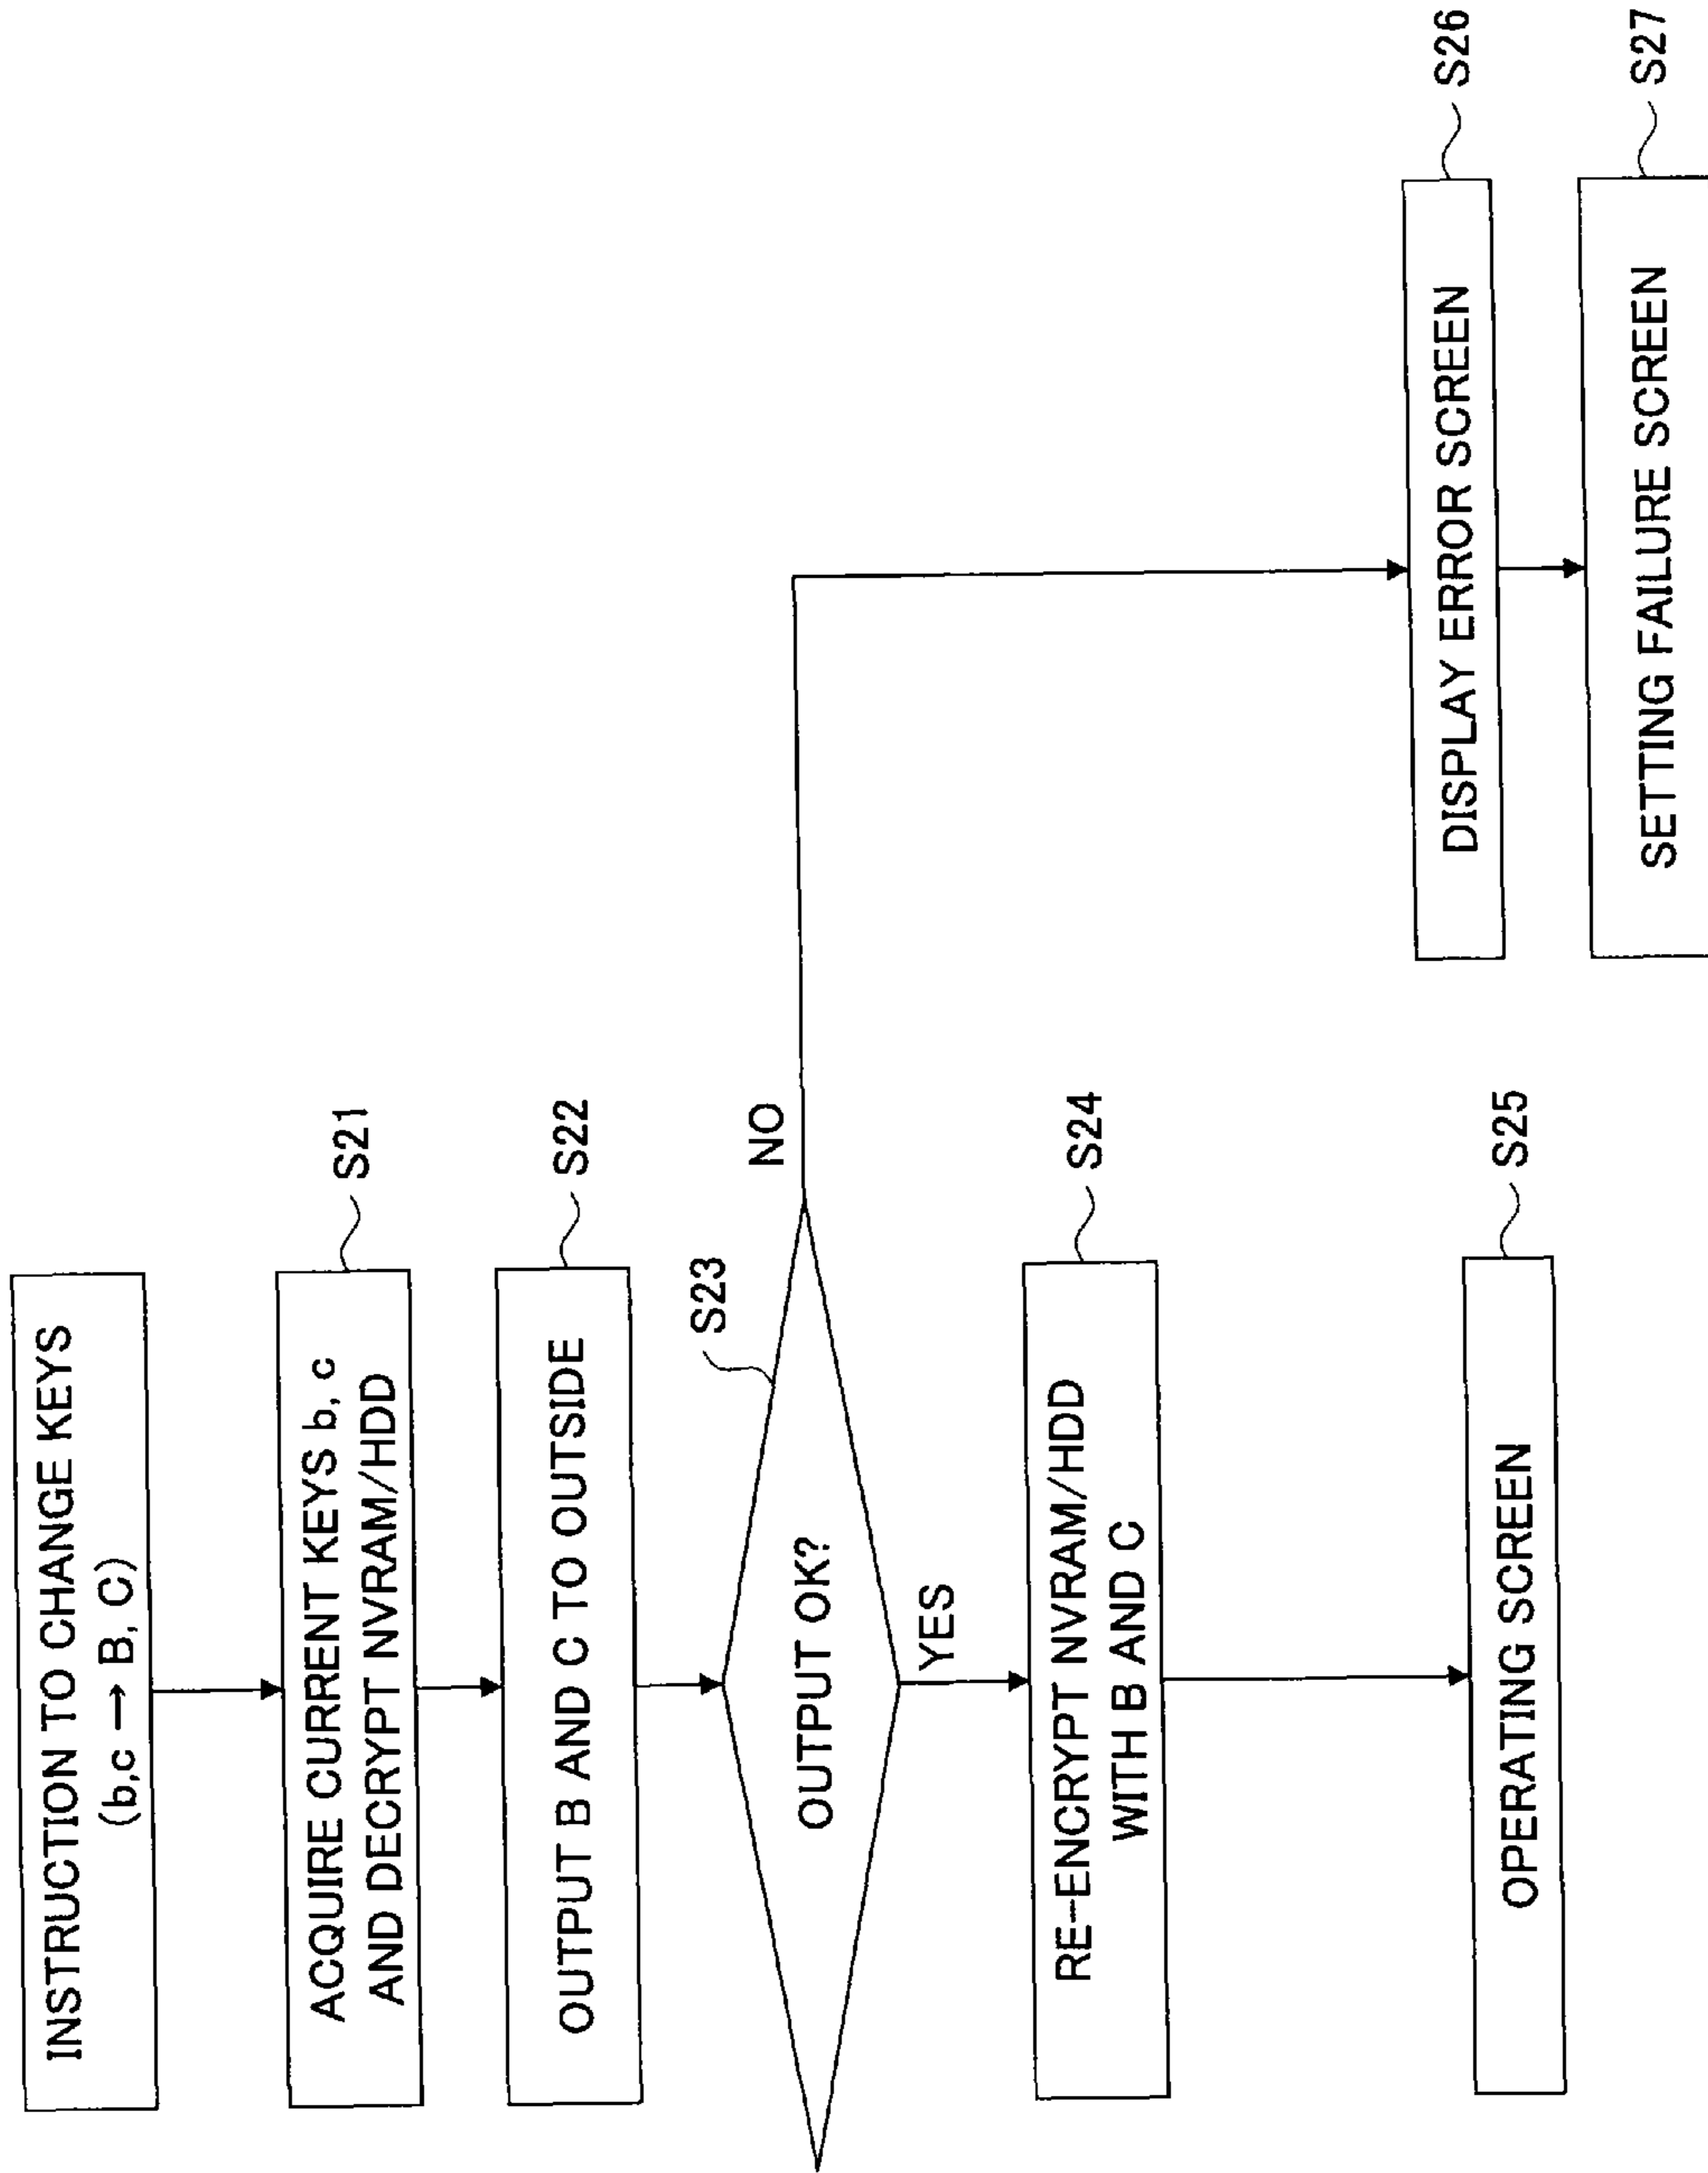 INSTRUCTION TO CHANGE KEYS
(b,c → B, C)
ACQUIRE CURRENT KEYS b, c
AND DECRYPT NVRAM/HDD
S21
OUTPUT B AND C TO OUTSIDE
S22
S23
OUTPUT OK?
NO
YES
RE-ENCRYPT NVRAM/HDD
WITH B AND C
S24
OPERATING SCREEN
S25
DISPLAY ERROR SCREEN
S26
SETTING FAILURE SCREEN
S27